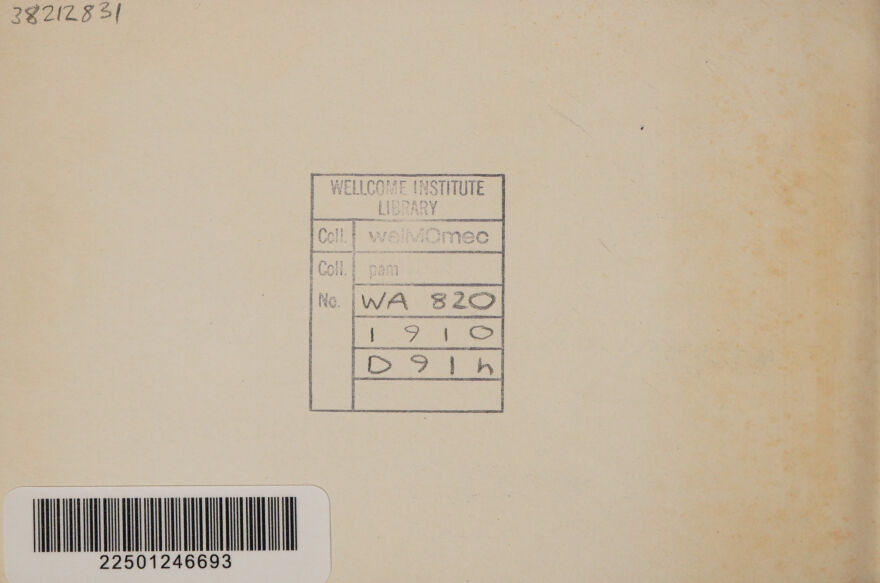 38212831
WELLCOME INSTITUTE
LIBRARY
Coll. welMOmec
Coll. pam
No. WA 820
1910
D91h
22501246693